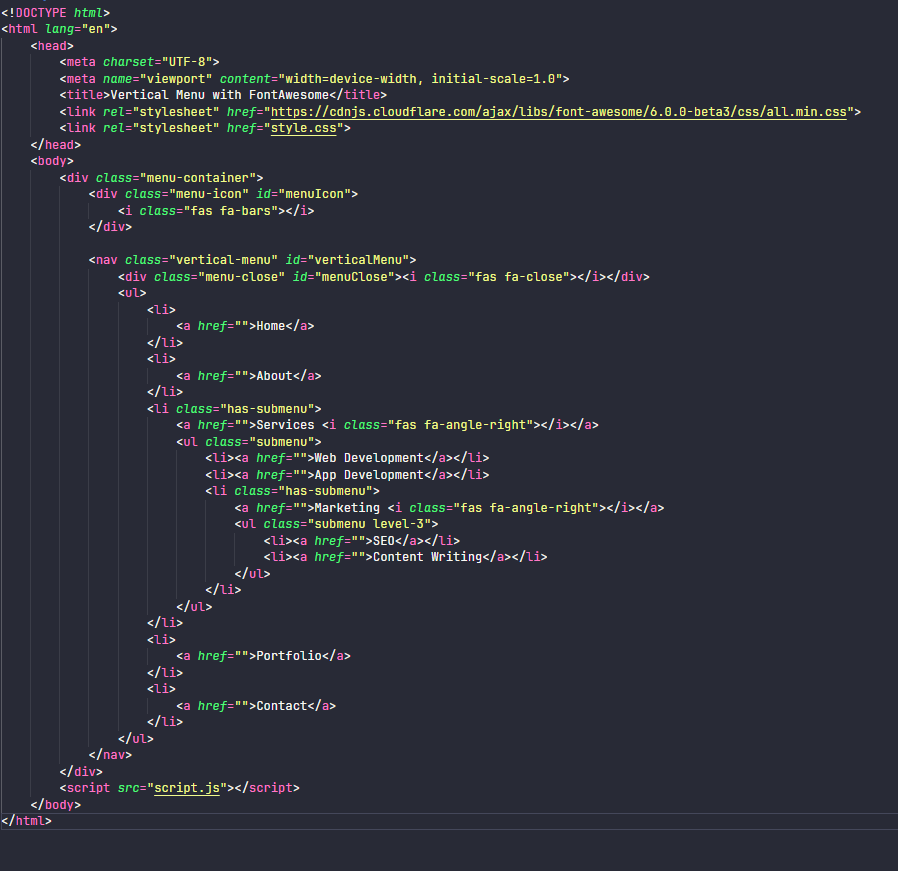 <!DOCTYPE html>
<html lang="en">
    <head>
        <meta charset="UTF-8">
        <meta name="viewport" content="width=device-width, initial-scale=1.0">
        <title>Vertical Menu with FontAwesome</title>
        <link rel="stylesheet" href="https://cdnjs.cloudflare.com/ajax/libs/font-awesome/6.0.0-beta3/css/all.min.css">
        <link rel="stylesheet" href="style.css">
    </head>
    <body>
        <div class="menu-container">
            <div class="menu-icon" id="menuIcon">
                <i class="fas fa-bars"></i>
            </div>

            <nav class="vertical-menu" id="verticalMenu">
                <div class="menu-close" id="menuClose"><i class="fas fa-close"></i></div>
                <ul>
                    <li>
                        <a href="">Home</a>
                    </li>
                    <li>
                        <a href="">About</a>
                    </li>
                    <li class="has-submenu">
                        <a href="">Services <i class="fas fa-angle-right"></i></a>
                        <ul class="submenu">
                            <li><a href="">Web Development</a></li>
                            <li><a href="">App Development</a></li>
                            <li class="has-submenu">
                                <a href="">Marketing <i class="fas fa-angle-right"></i></a>
                                <ul class="submenu level-3">
                                    <li><a href="">SEO</a></li>
                                    <li><a href="">Content Writing</a></li>
                                </ul>
                            </li>
                        </ul>
                    </li>
                    <li>
                        <a href="">Portfolio</a>
                    </li>
                    <li>
                        <a href="">Contact</a>
                    </li>
                </ul>
            </nav>
        </div>
        <script src="script.js"></script>
    </body>
</html>